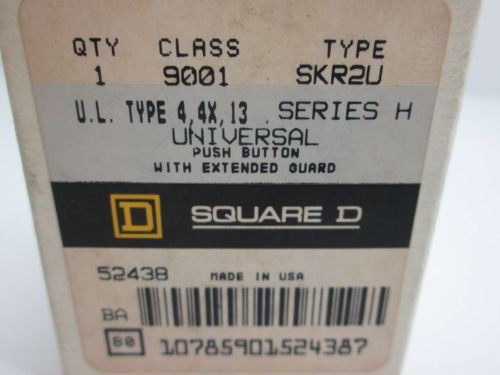 QTY CLASS TYPE
1 9001 SKR2U
U.L. TYPE 4,4X,13 SERIES H
UNIVERSAL
PUSH BUTTON
WITH EXTENDED GUARD
D SQUARE D
52438 MADE IN USA
BA
80 10785901524387